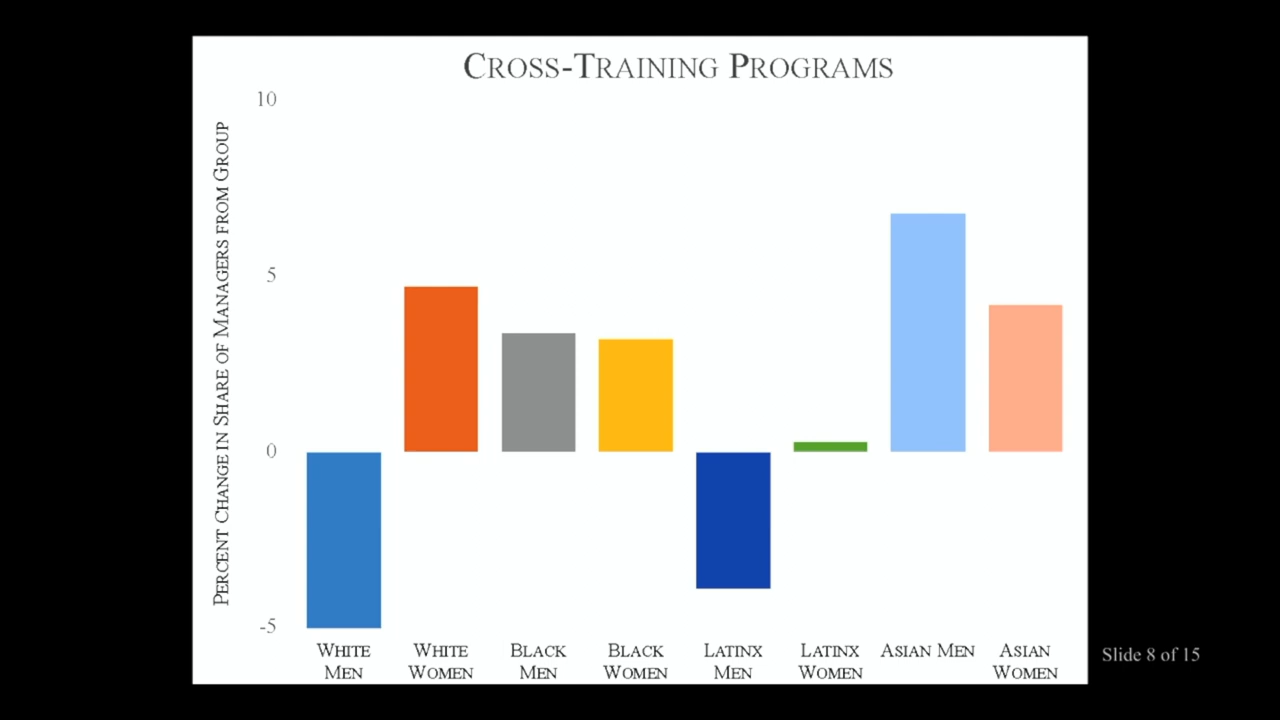 CROSS-TRAINING PROGRAMS
PERCENT CHANGE IN SHARE OF MANAGERS FROM GROUP
10
5
0
-5
WHITE MEN
WHITE WOMEN
BLACK MEN
BLACK WOMEN
LATINX MEN
LATINX WOMEN
ASIAN MEN
ASIAN WOMEN
Slide 8 of 15